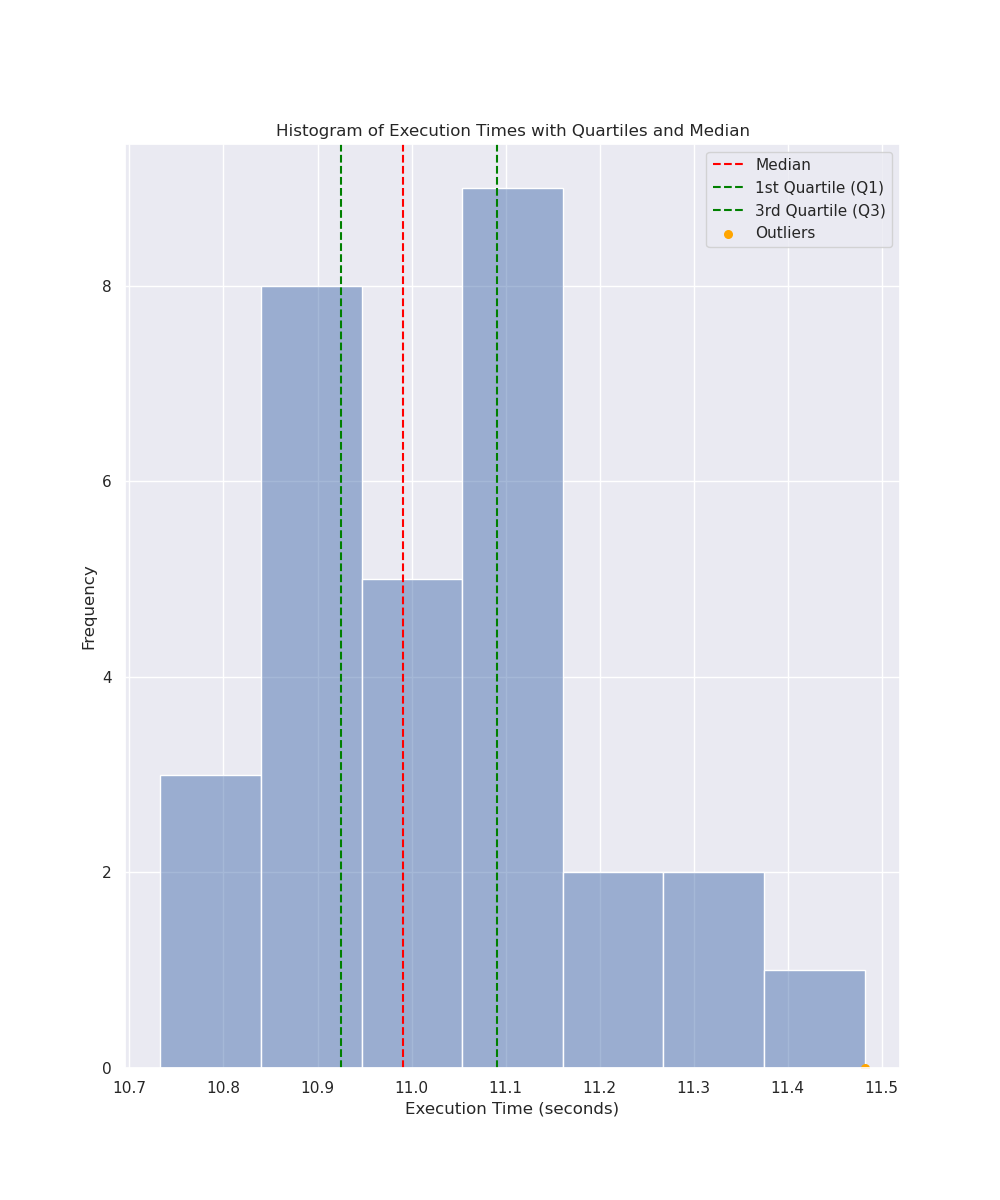 Histogram of Execution Times with Quartiles and Median
Median
1st Quartile (Q1)
3rd Quartile (Q3)
Outliers
Frequency
8
6
4
2
0
10.7 10.8 10.9 11.0 11.1 11.2 11.3 11.4 11.5
Execution Time (seconds)